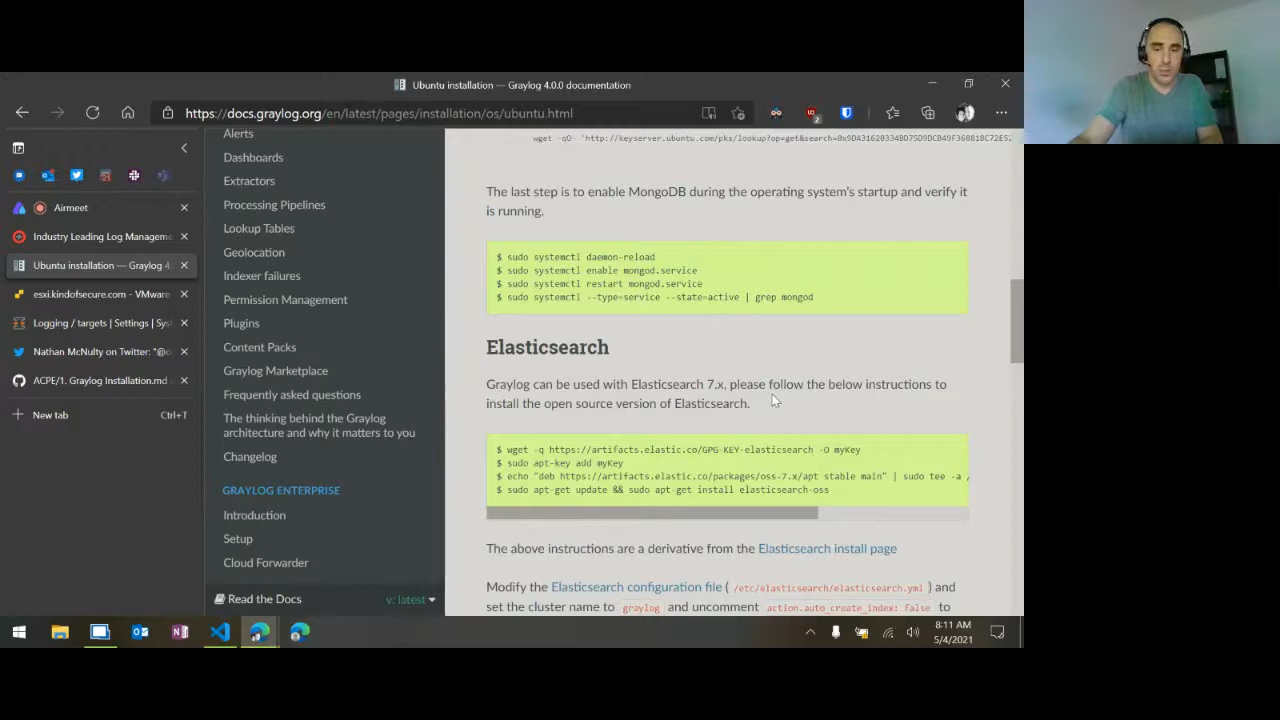 Ubuntu installation — Graylog 4.0.0 documentation
https://docs.graylog.org/en/latest/pages/installation/os/ubuntu.html
2
Airmeet
Industry Leading Log Managem
Ubuntu installation — Graylog 4
esxi.kindofsecure.com - VMware
Logging / targets | Settings | Sys
Nathan McNulty on Twitter: "@o
ACPE/1. Graylog Installation.md
New tab Ctrl+T
Alerts
Dashboards
Extractors
Processing Pipelines
Lookup Tables
Geolocation
Indexer failures
Permission Management
Plugins
Content Packs
Graylog Marketplace
Frequently asked questions
The thinking behind the Graylog
architecture and why it matters to you
Changelog
GRAYLOG ENTERPRISE
Introduction
Setup
Cloud Forwarder
Read the Docs v: latest
The last step is to enable MongoDB during the operating system's startup and verify it
is running.
$ sudo systemctl daemon-reload
$ sudo systemctl enable mongod.service
$ sudo systemctl restart mongod.service
$ sudo systemctl --type=service --state=active | grep mongod
Elasticsearch
Graylog can be used with Elasticsearch 7.x, please follow the below instructions to
install the open source version of Elasticsearch.
$ wget -q https://artifacts.elastic.co/GPG-KEY-elasticsearch -O myKey
$ sudo apt-key add myKey
$ echo "deb https://artifacts.elastic.co/packages/oss-7.x/apt stable main" | sudo tee -a /
$ sudo apt-get update && sudo apt-get install elasticsearch-oss
The above instructions are a derivative from the Elasticsearch install page
Modify the Elasticsearch configuration file ( /etc/elasticsearch/elasticsearch.yml ) and
set the cluster name to graylog and uncomment action.auto_create_index: false to
8:11 AM
5/4/2021